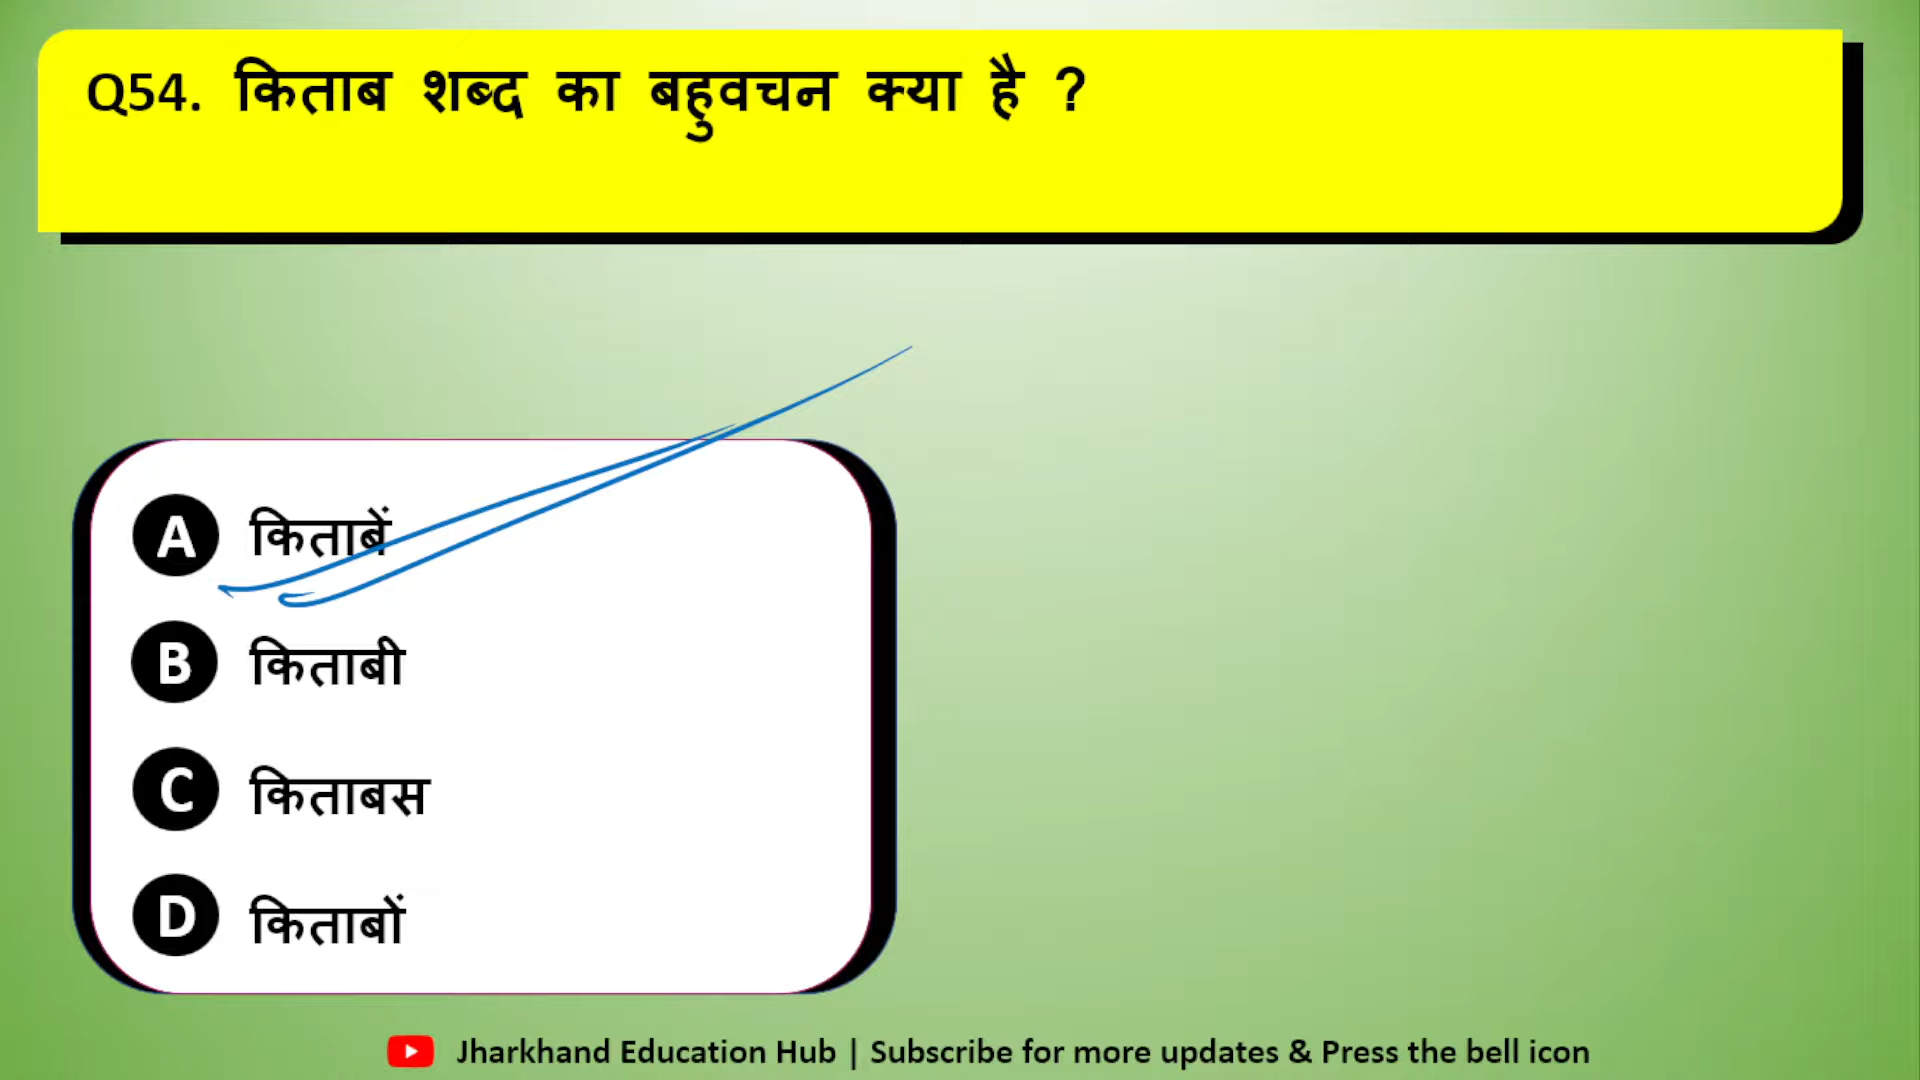 Q54. किताब शब्द का बहुवचन क्या है ?
A किताबें
B किताबी
C किताबस
D किताबों
Jharkhand Education Hub | Subscribe for more updates & Press the bell icon